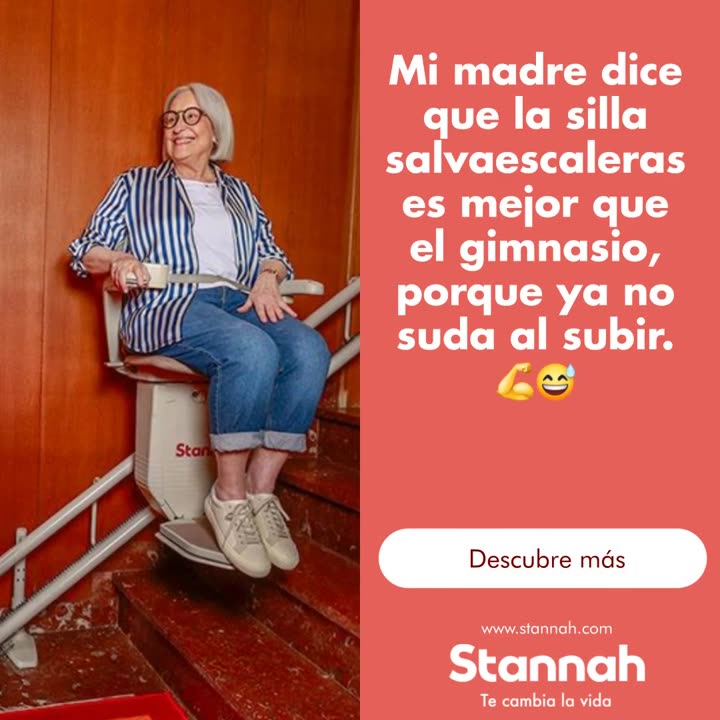 Mi madre dice
que la silla
salvaescaleras
es mejor que
el gimnasio,
porque ya no
suda al subir.
💪😅
Descubre más
www.stannah.com
Stannah
Te cambia la vida
Stan